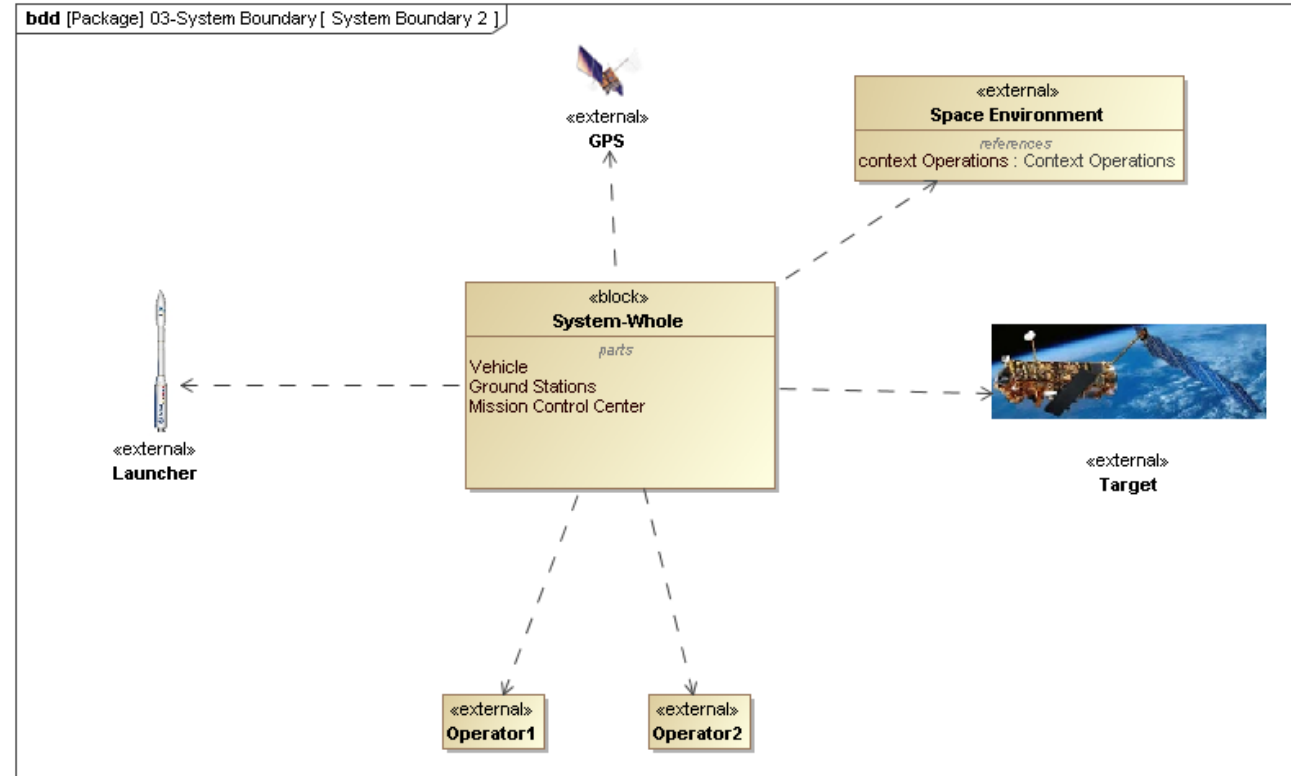 bdd [Package] 03-System Boundary [ System Boundary 2 ]
«external»
GPS
«external»
Space Environment
references
context Operations : Context Operations
«block»
System-Whole
parts
Vehicle
Ground Stations
Mission Control Center
«external»
Launcher
«external»
Target
«external»
Operator1
«external»
Operator2